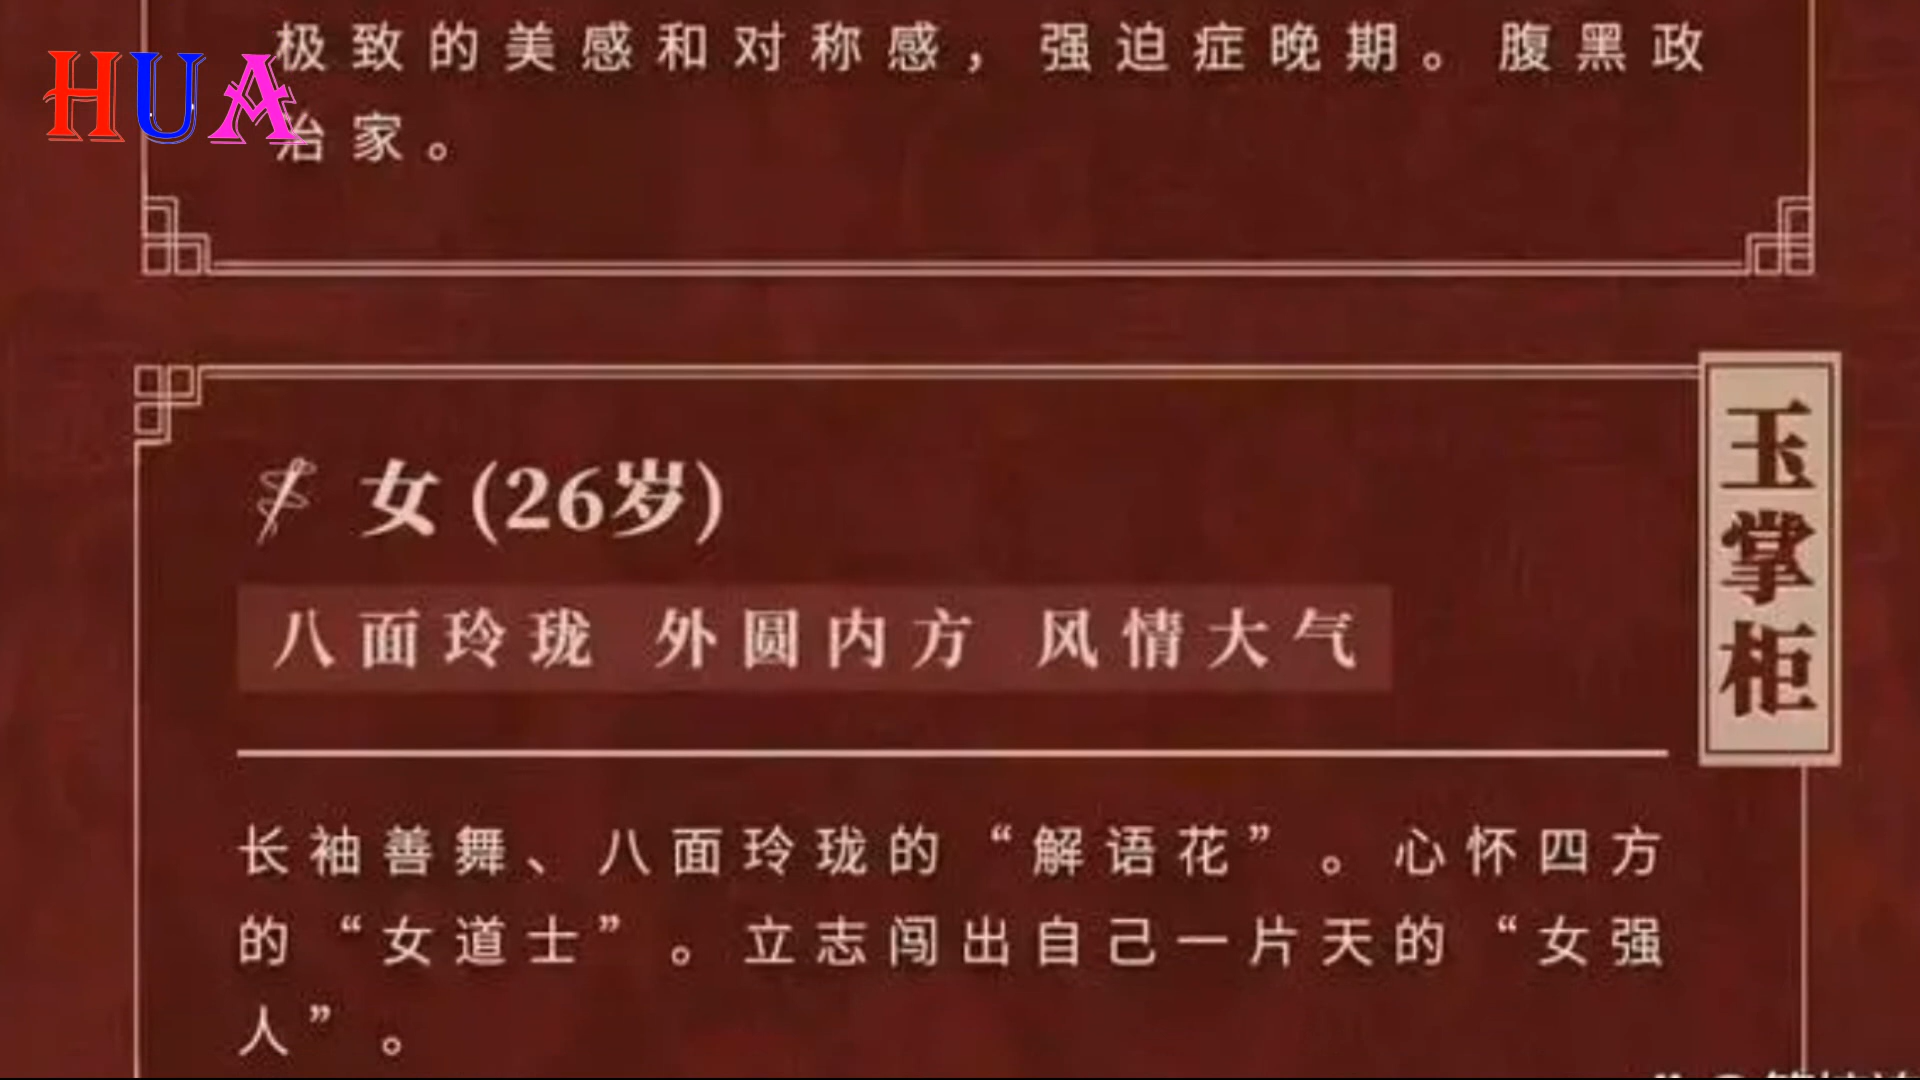 HUA
极致的美感和对称感，强迫症晚期。腹黑政
治家。
玉掌柜
女(26岁)
八面玲珑 外圆内方 风情大气
长袖善舞、八面玲珑的“解语花”。心怀四方
的“女道士”。立志闯出自己一片天的“女强
人”。